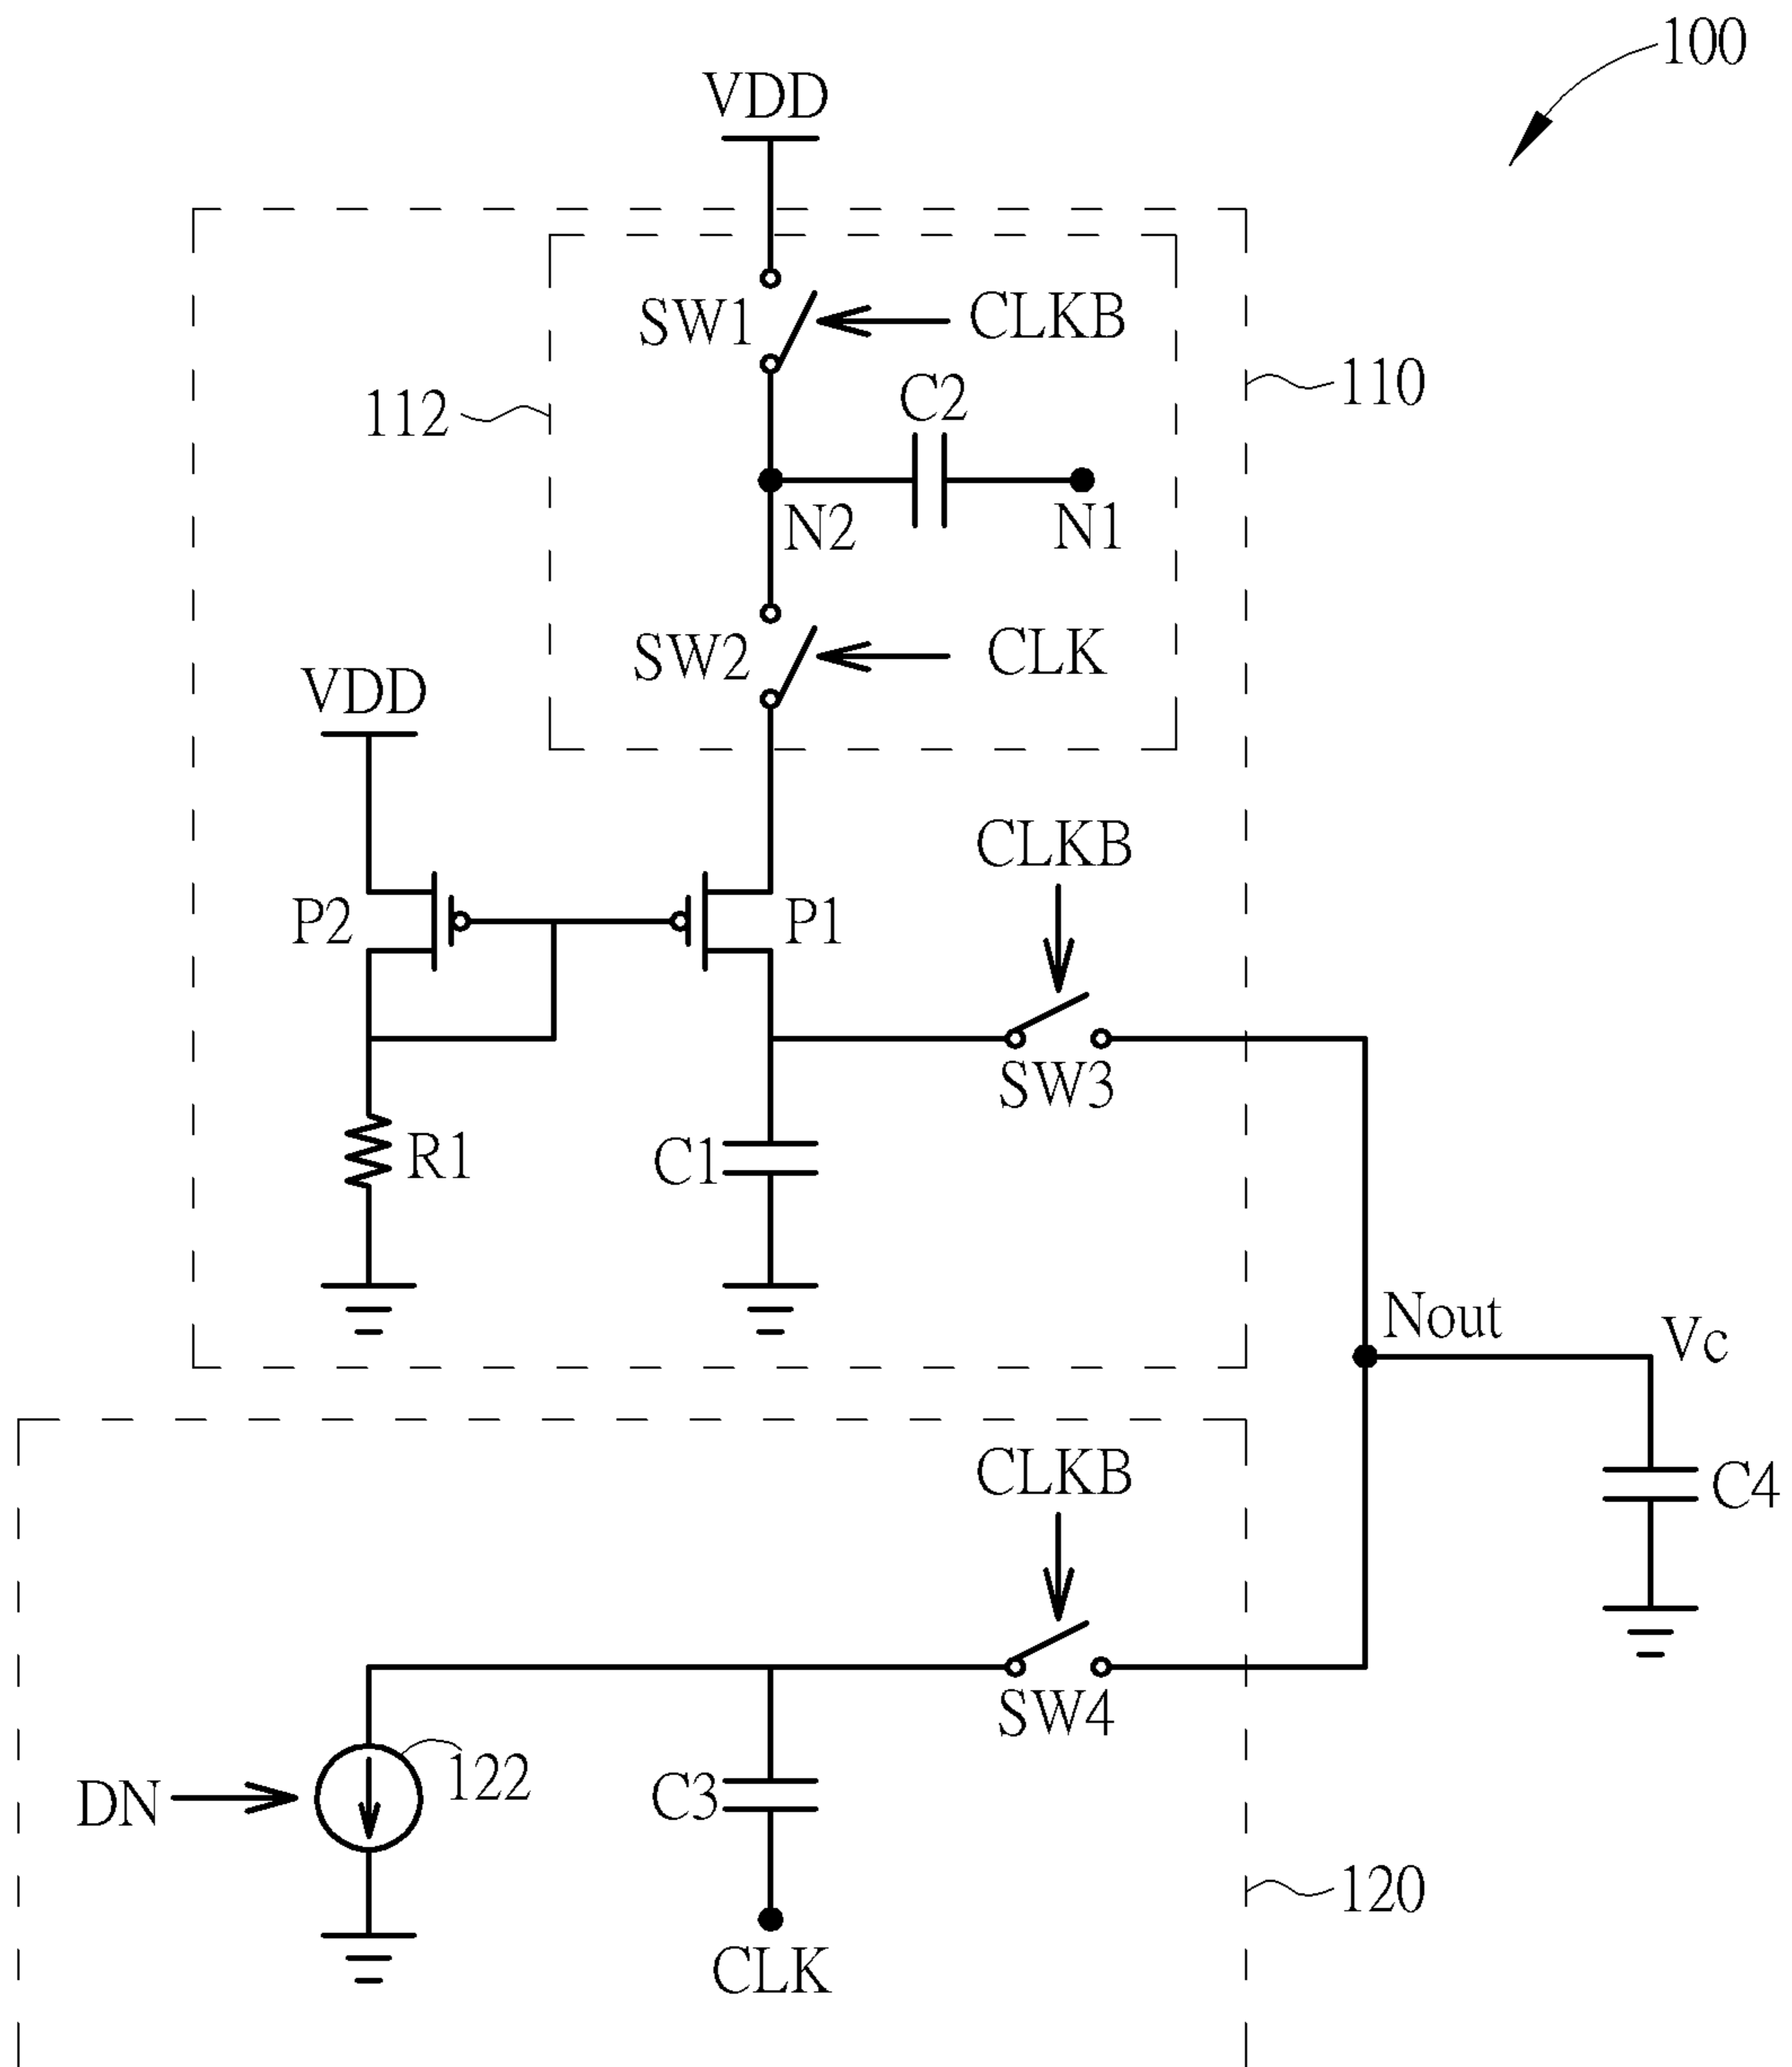 100
VDD
SW1
CLKB
110
112
C2
N2
N1
SW2
CLK
VDD
CLKB
P2
P1
SW3
R1
C1
Nout
Vc
CLKB
C4
SW4
DN
122
C3
120
CLK